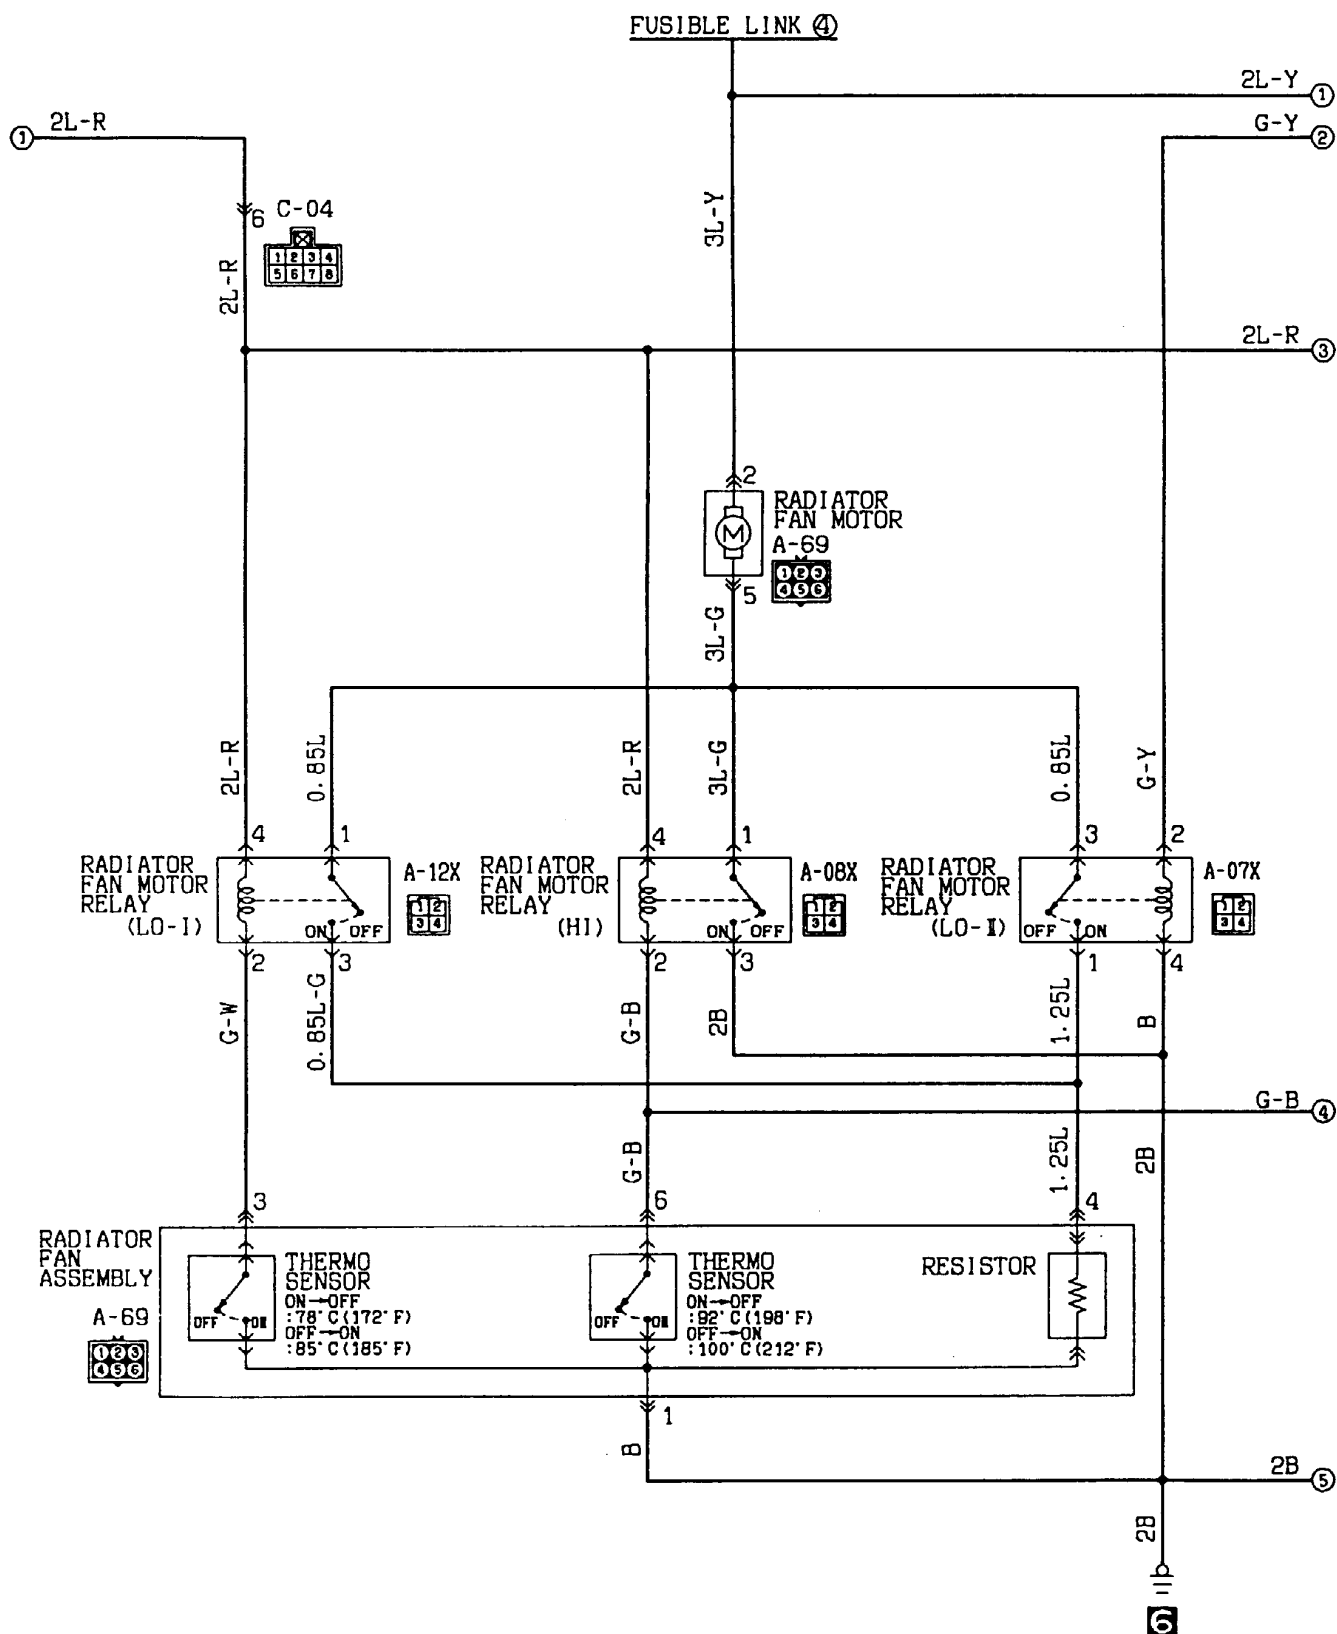 FUSIBLE LINK ④
2L-Y ①
① 2L-R
G-Y ②
3L-Y
6 C-04
1 2 3 4
5 6 7 8
2L-R
2L-R ③
2
RADIATOR
FAN MOTOR
M
A-69
1 2 3
4 5 6
5
3L-G
2L-R
0.85L
2L-R
3L-G
0.85L
G-Y
4 1
4 1
3 2
RADIATOR
FAN MOTOR
RELAY
(LO-I)
ON OFF
A-12X
1 2
3 4
RADIATOR
FAN MOTOR
RELAY
(HI)
ON OFF
A-08X
1 2
3 4
RADIATOR
FAN MOTOR
RELAY
(LO-II)
OFF ON
A-07X
1 2
3 4
2 3
2 3
1 4
G-W
0.85L-G
G-B
2B
1.25L
B
G-B ④
G-B
1.25L
2B
3
6
4
RADIATOR
FAN
ASSEMBLY
A-69
1 2 3
4 5 6
OFF ON
THERMO
SENSOR
ON→OFF
:78°C(172°F)
OFF→ON
:85°C(185°F)
OFF ON
THERMO
SENSOR
ON→OFF
:92°C(198°F)
OFF→ON
:100°C(212°F)
RESISTOR
1
B
2B ⑤
2B
6